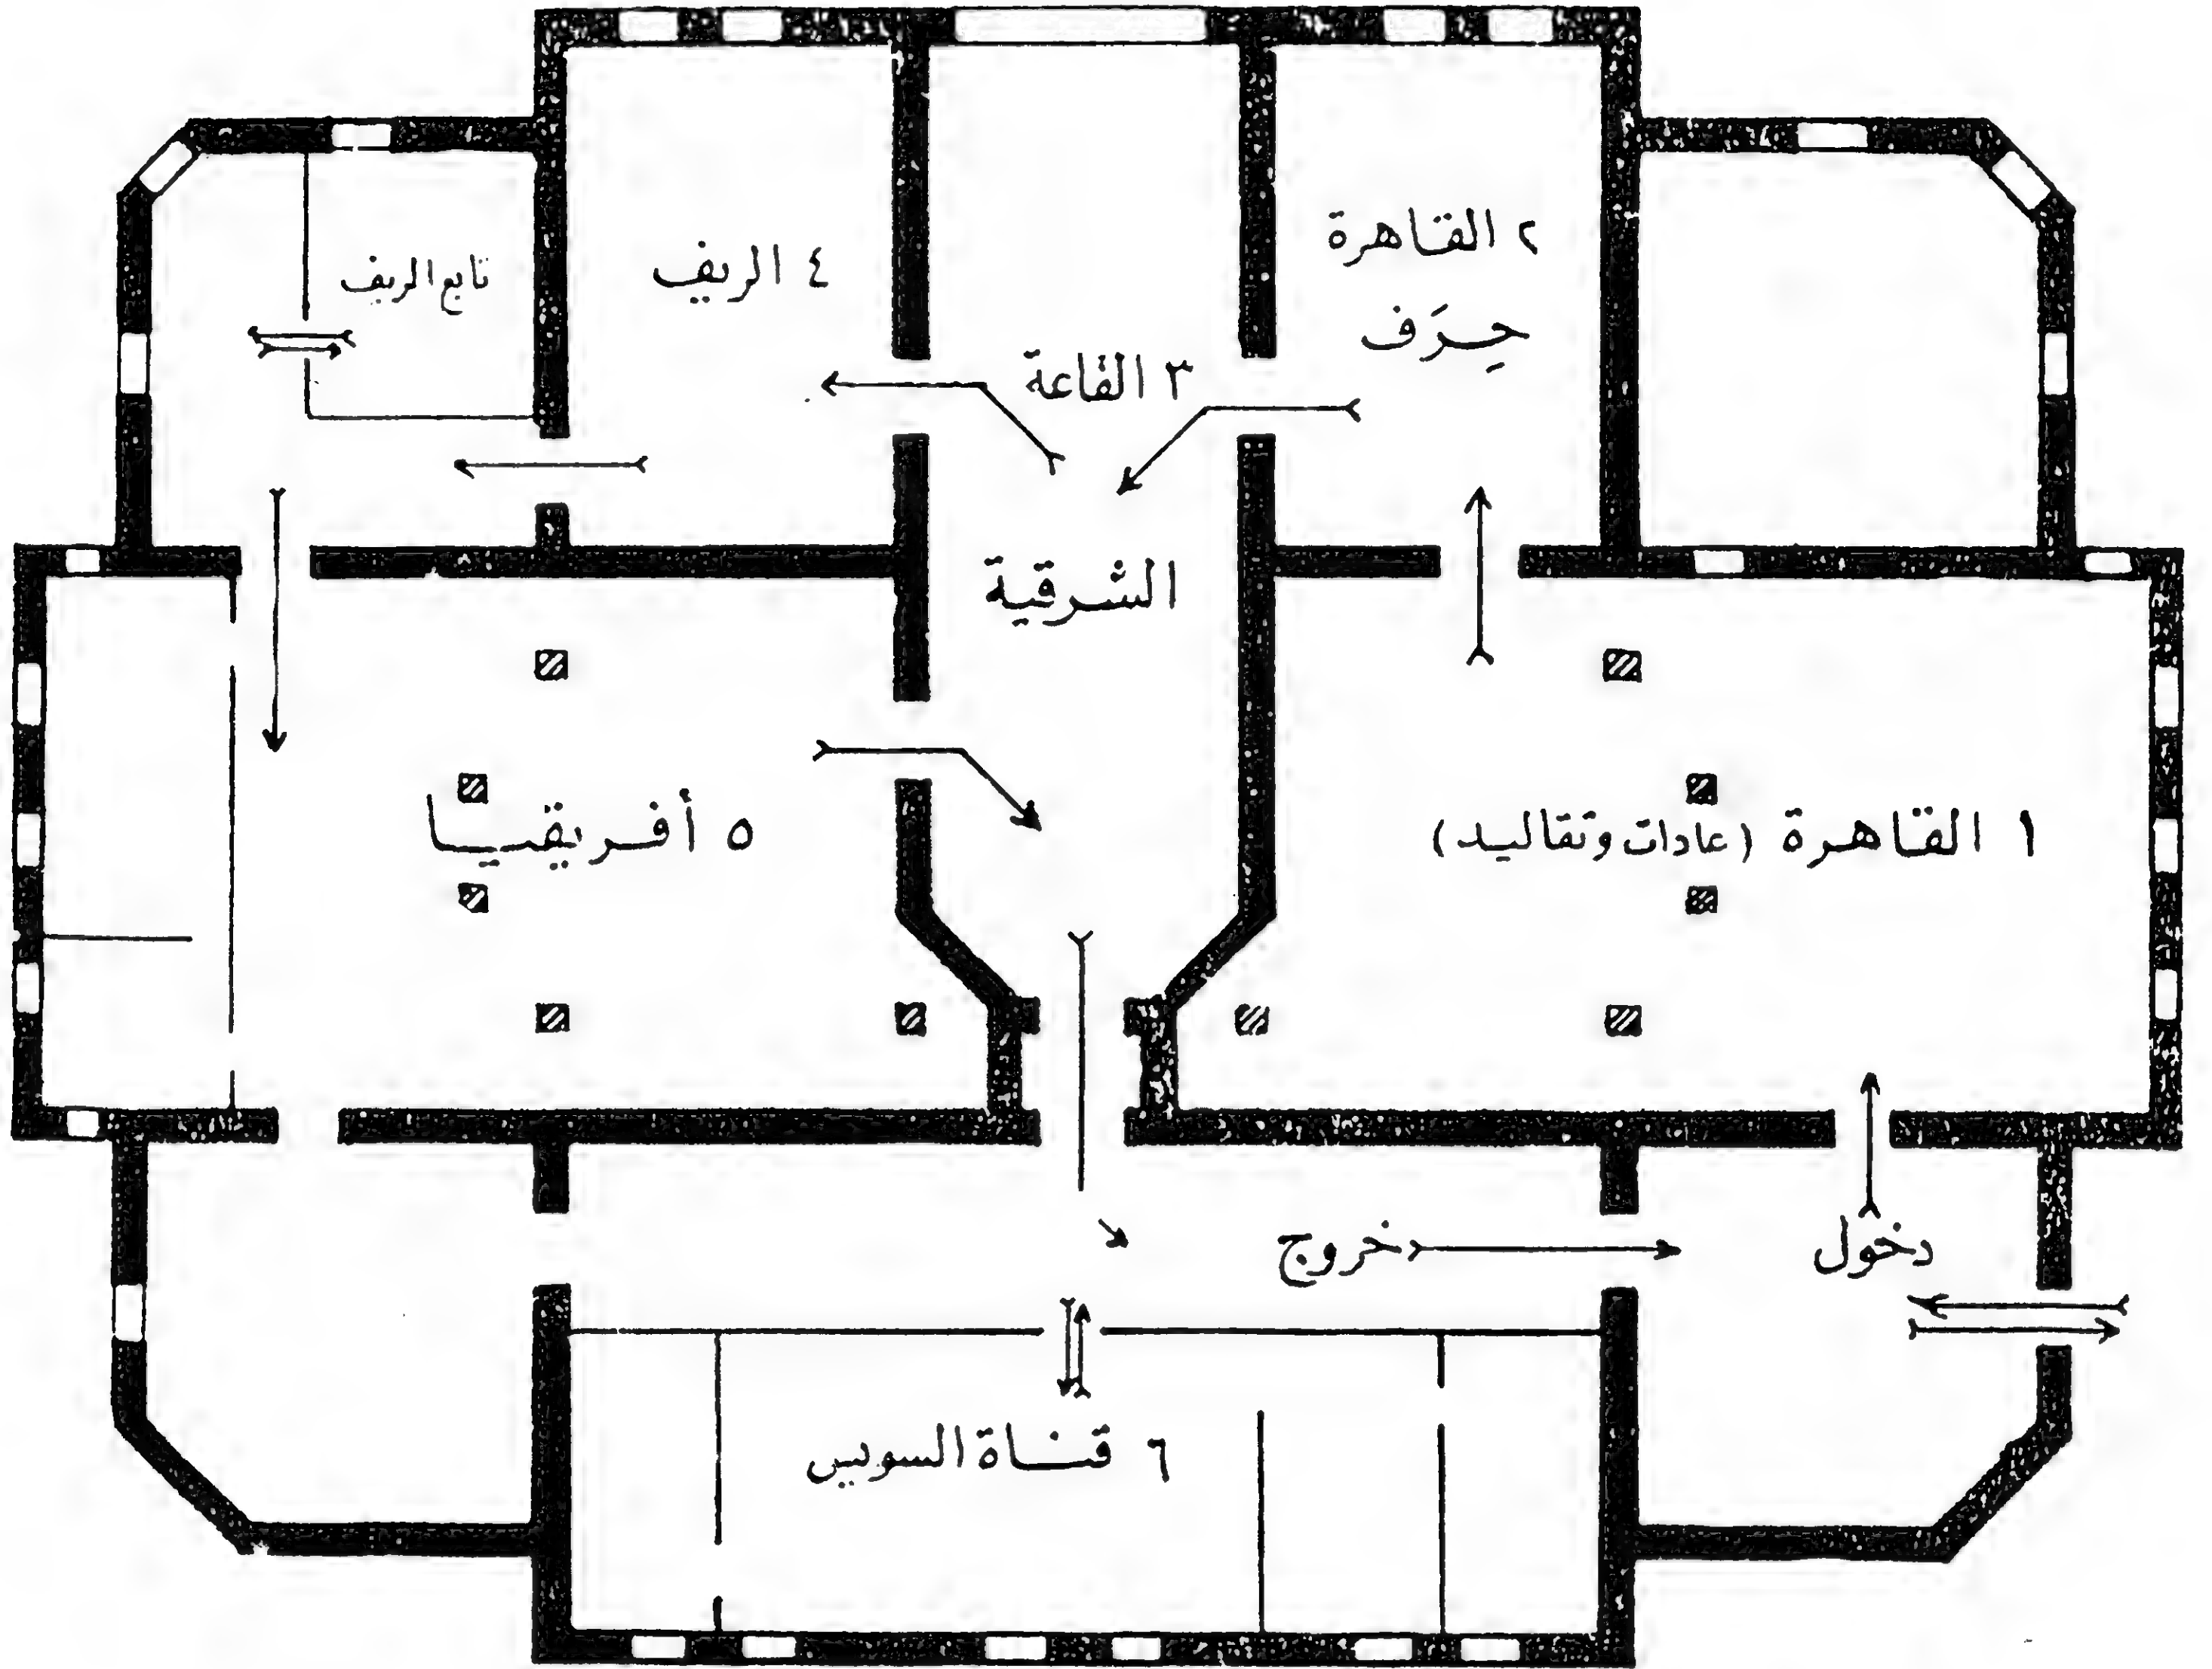 ٢ القاهرة
حِرَف
٤ الريف
تابع الريف
٣ القاعة
الشرقية
١ القاهرة (عادات وتقاليد)
٥ أفريقيا
دخول
خروج
٦ قناة السويس